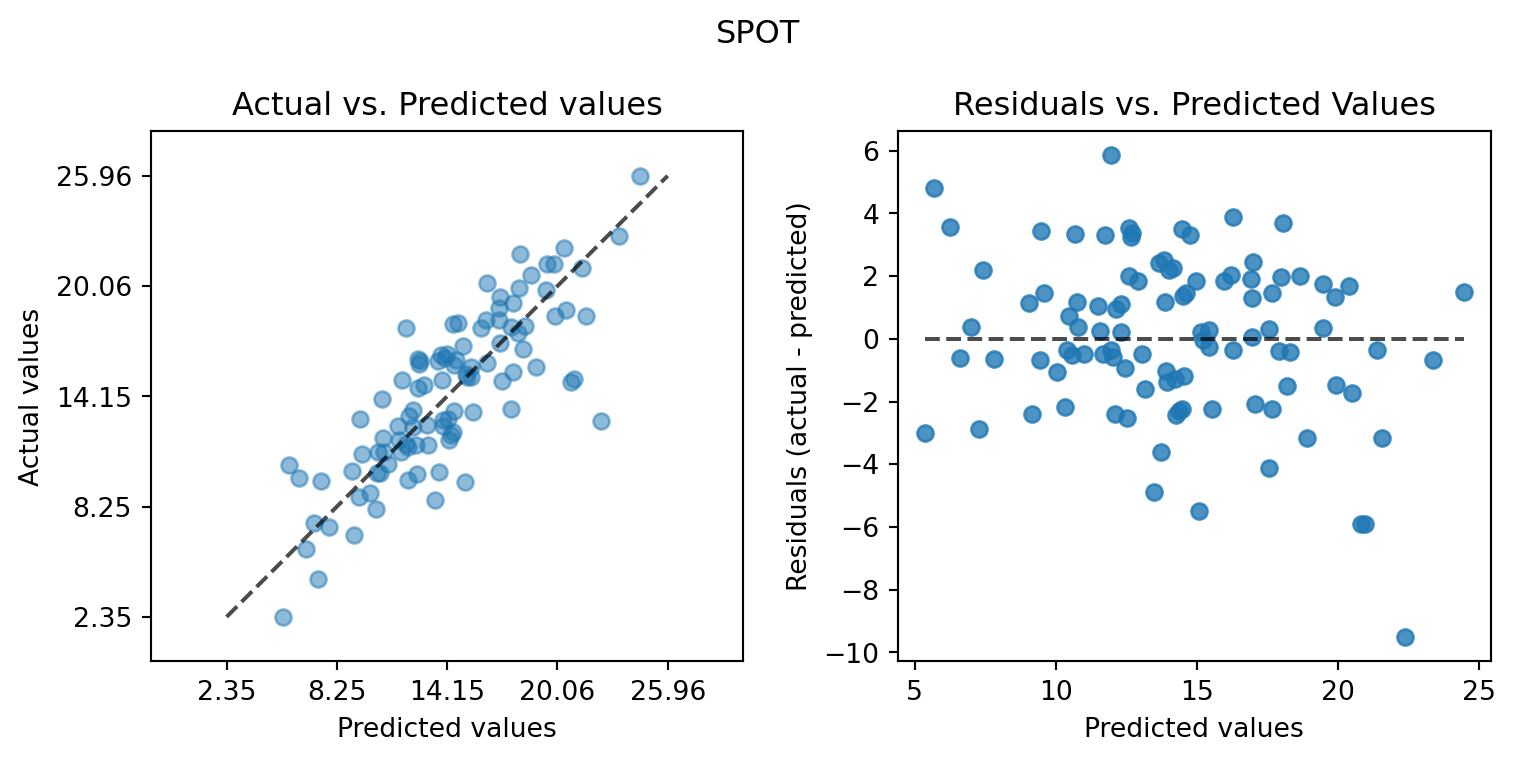 SPOT
Actual vs. Predicted values
25.96
20.06
14.15
8.25
2.35
Actual values
2.35 8.25 14.15 20.06 25.96
Predicted values
Residuals vs. Predicted Values
6
4
2
0
−2
−4
−6
−8
−10
Residuals (actual - predicted)
5 10 15 20 25
Predicted values